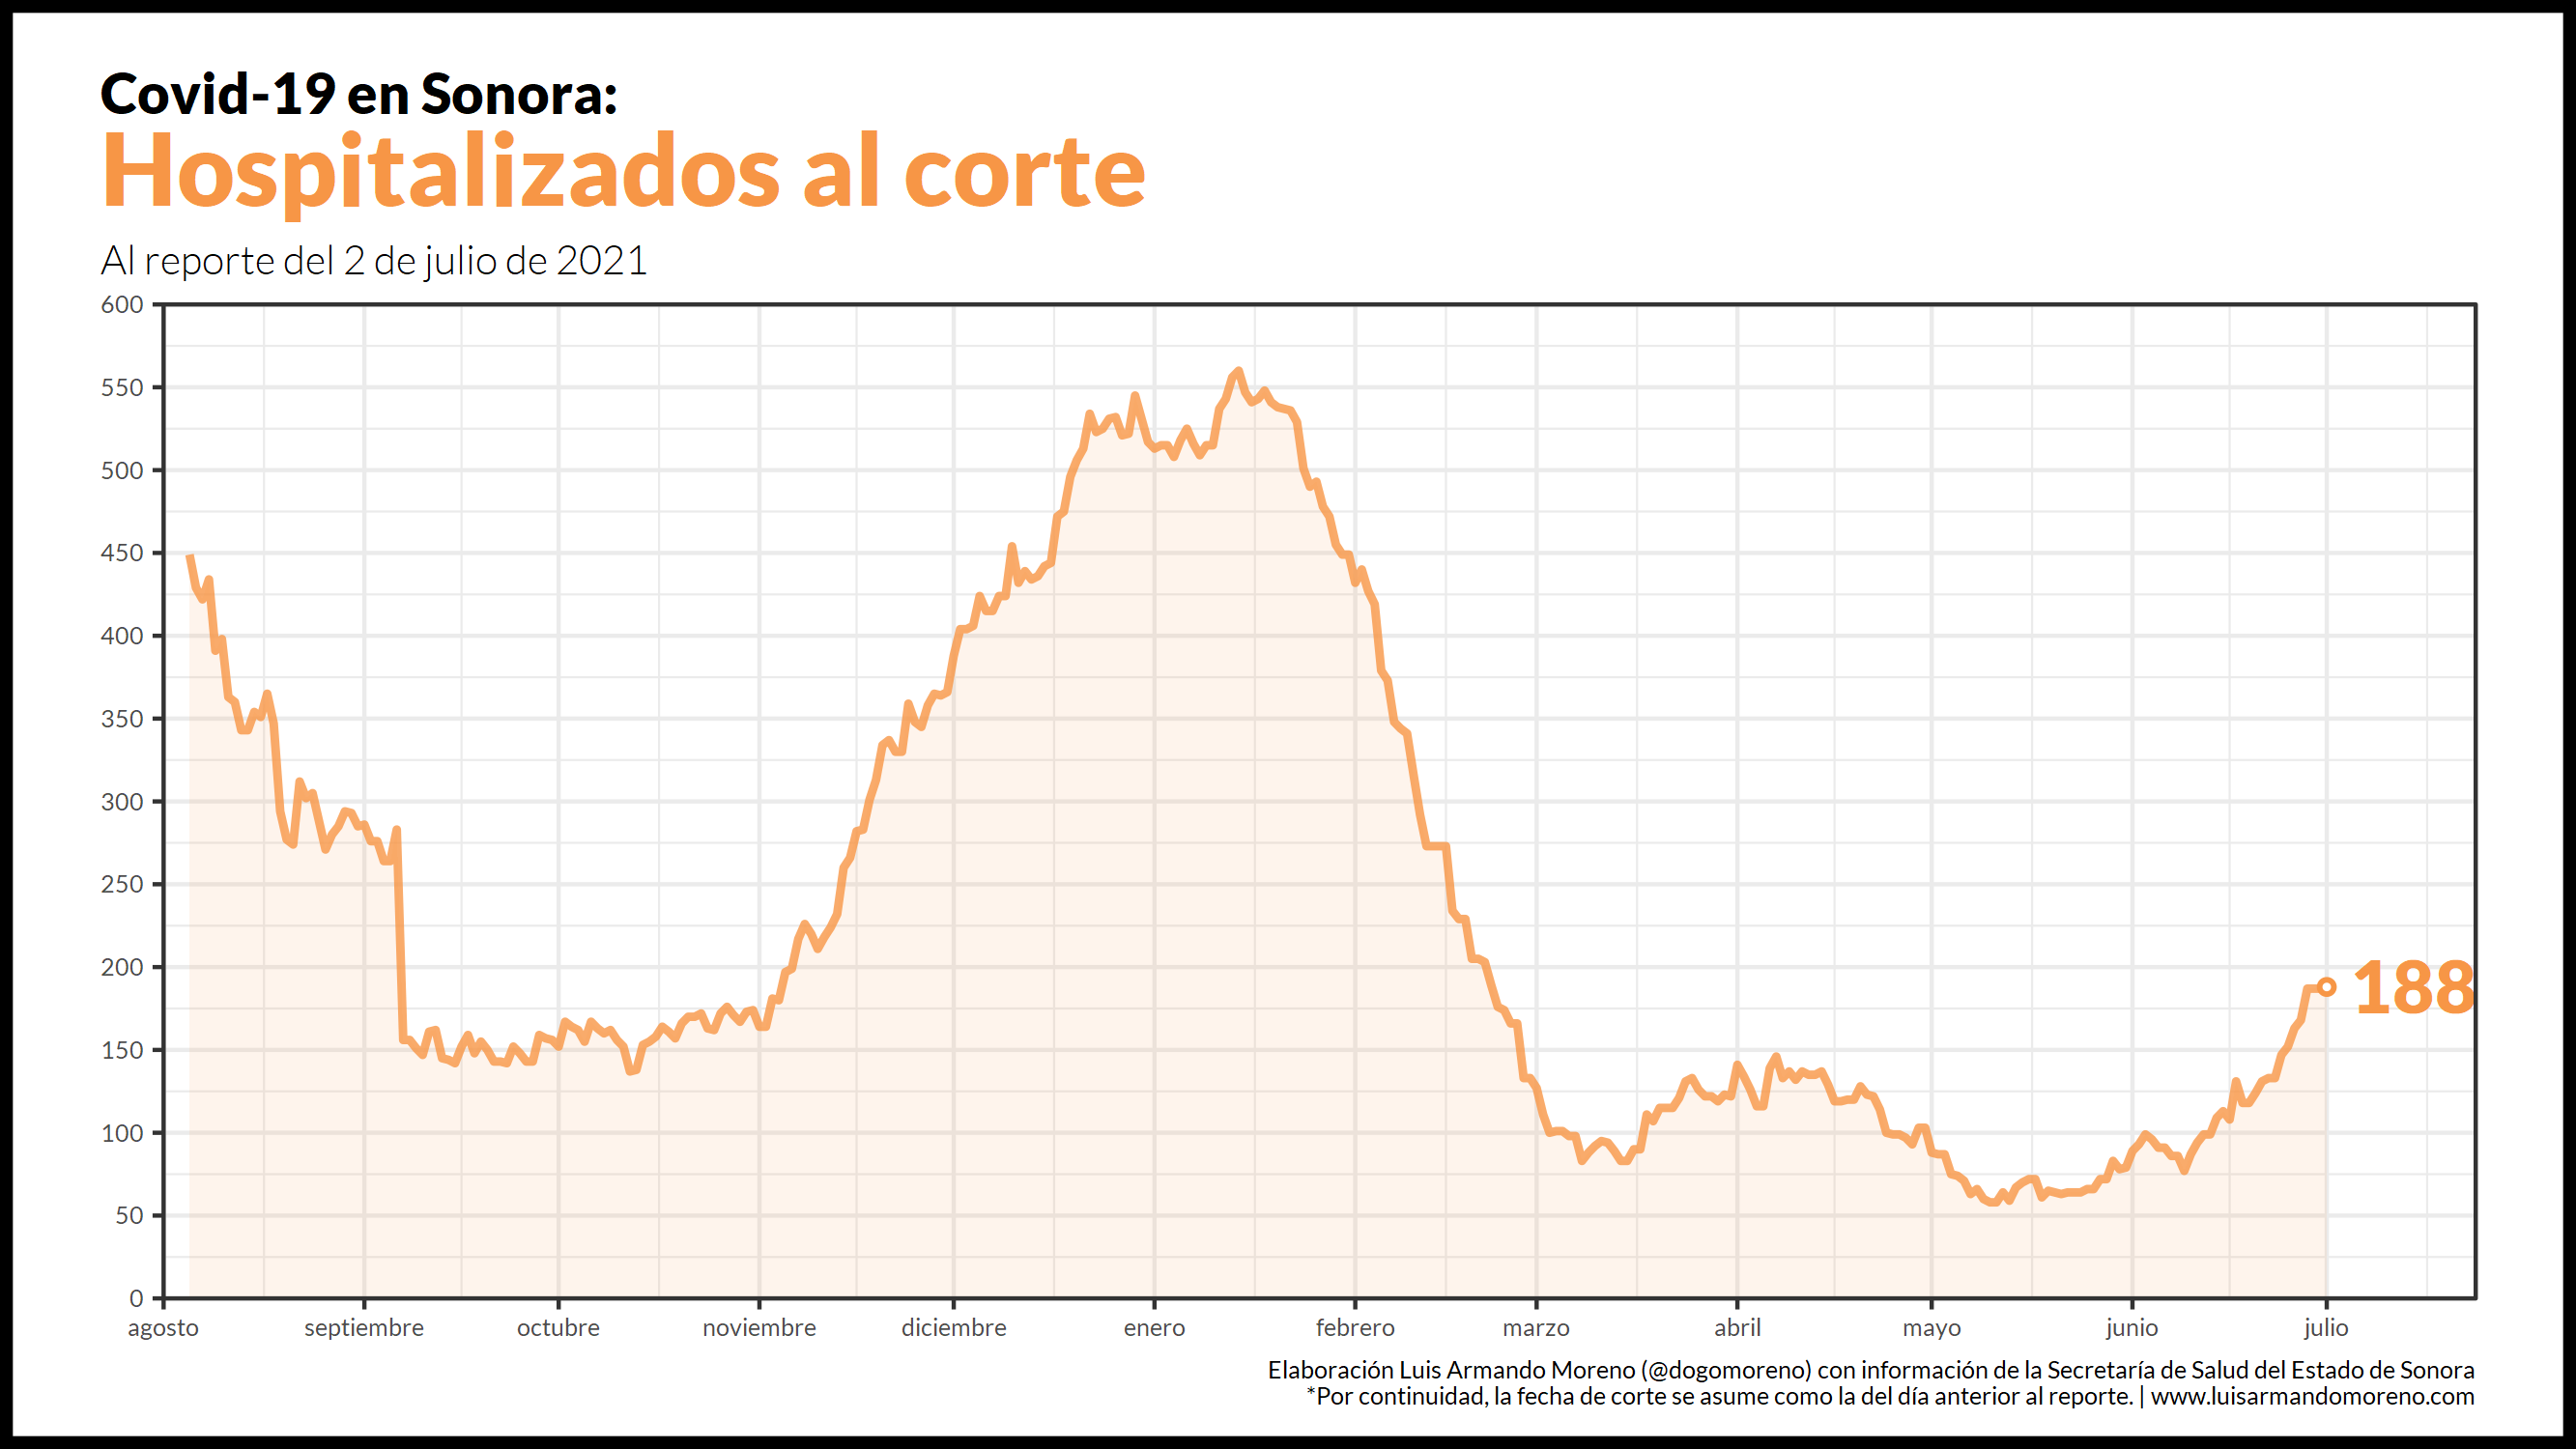 Covid-19 en Sonora:
Hospitalizados al corte
Al reporte del 2 de julio de 2021
600
550
500
450
400
350
300
250
200
150
100
50
0
188
agosto septiembre octubre noviembre diciembre enero febrero marzo abril mayo junio julio
Elaboración Luis Armando Moreno (@dogomoreno) con información de la Secretaría de Salud del Estado de Sonora
*Por continuidad, la fecha de corte se asume como la del día anterior al reporte. | www.luisarmandomoreno.com